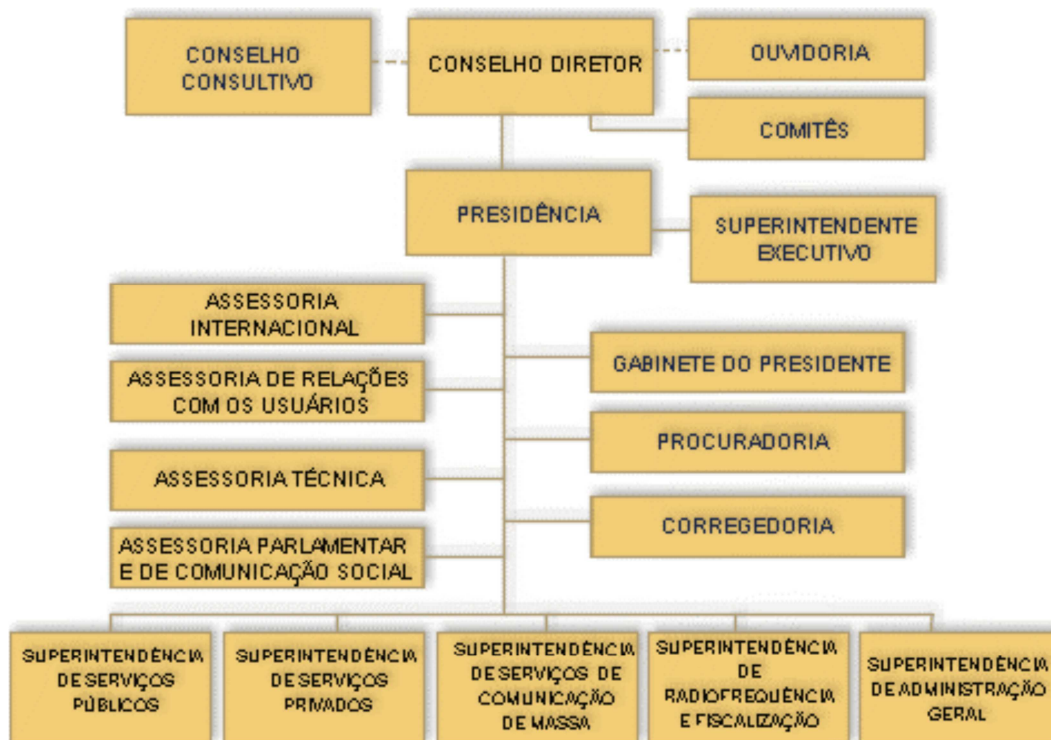 CONSELHO
CONSULTIVO
CONSELHO DIRETOR
OUVIDORIA
COMITÊS
PRESIDÊNCIA
SUPERINTENDENTE
EXECUTIVO
ASSESSORIA
INTERNACIONAL
GABINETE DO PRESIDENTE
ASSESSORIA DE RELAÇÕES
COM OS USUÁRIOS
PROCURADORIA
ASSESSORIA TÉCNICA
CORREGEDORIA
ASSESSORIA PARLAMENTAR
E DE COMUNICAÇÃO SOCIAL
SUPERINTENDÊNCIA
DE SERVIÇOS
PÚBLICOS
SUPERINTENDÊNCIA
DE SERVIÇOS
PRIVADOS
SUPERINTENDÊNCIA
DE SERVIÇOS DE
COMUNICAÇÃO
DE MASSA
SUPERINTENDÊNCIA
DE
RADIOFREQUÊNCIA
E FISCALIZAÇÃO
SUPERINTENDÊNCIA
DE ADMINISTRAÇÃO
GERAL